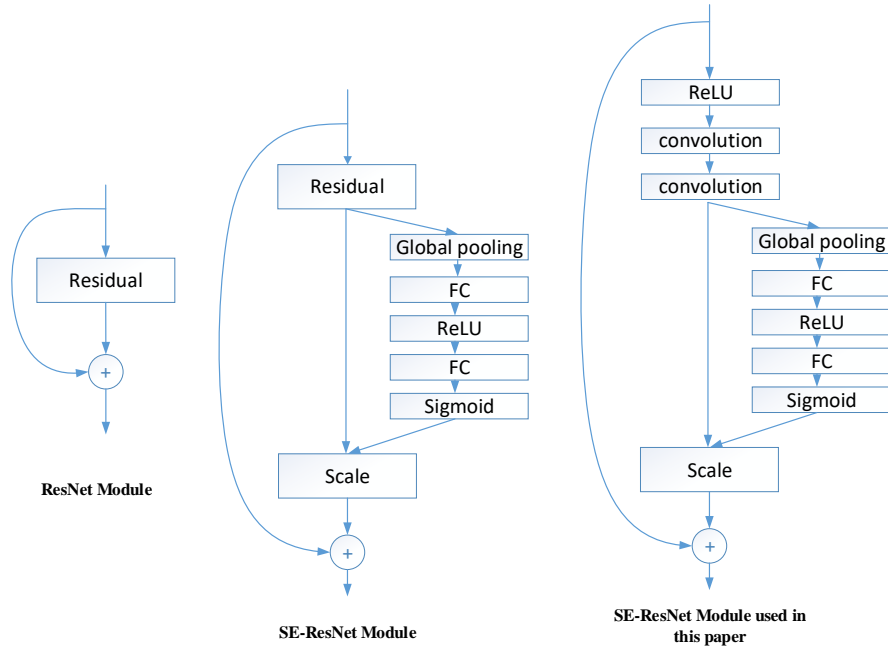 Residual
+
ResNet Module
Residual
Global pooling
FC
ReLU
FC
Sigmoid
Scale
+
SE-ResNet Module
ReLU
convolution
convolution
Global pooling
FC
ReLU
FC
Sigmoid
Scale
+
SE-ResNet Module used in
this paper